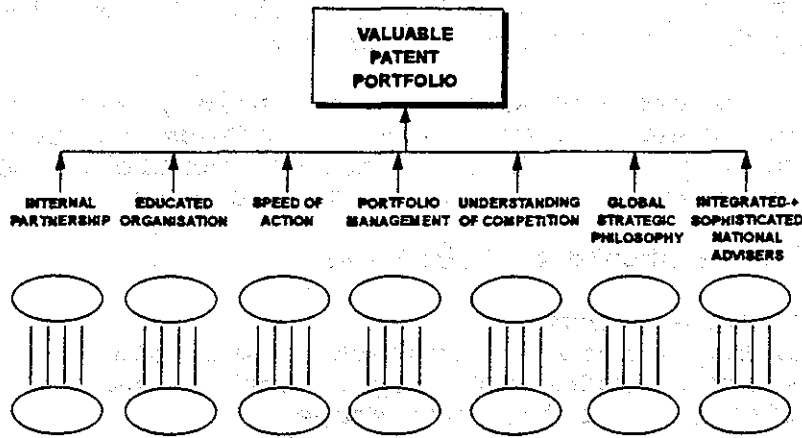 VALUABLE
PATENT
PORTFOLIO
INTERNAL
PARTNERSHIP
EDUCATED
ORGANISATION
SPEED OF
ACTION
PORTFOLIO
MANAGEMENT
UNDERSTANDING
OF COMPETITION
GLOBAL
STRATEGIC
PHILOSOPHY
INTEGRATED+
SOPHISTICATED
NATIONAL
ADVISERS